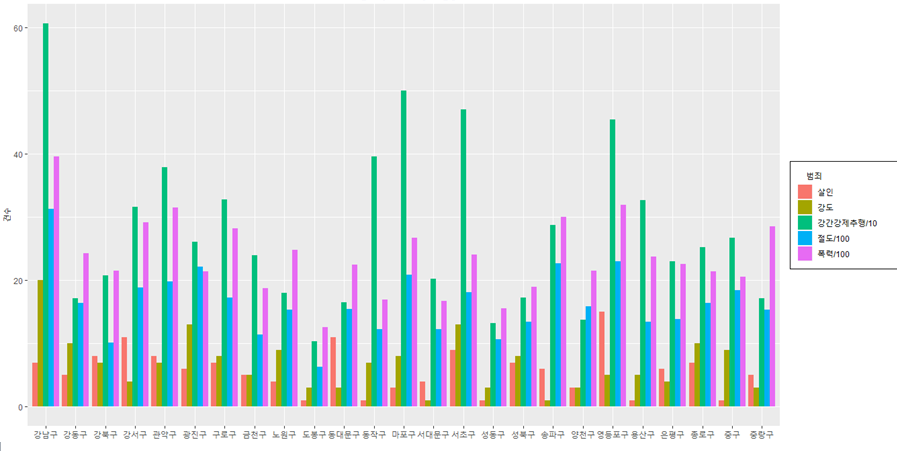 60
40
20
0
건수
강남구 강동구 강북구 강서구 관악구 광진구 구로구 금천구 노원구 도봉구 동대문구 동작구 마포구 서대문구 서초구 성동구 성북구 송파구 양천구 영등포구 용산구 은평구 종로구 중구 중랑구
범죄
살인
강도
강간강제추행/10
절도/100
폭력/100